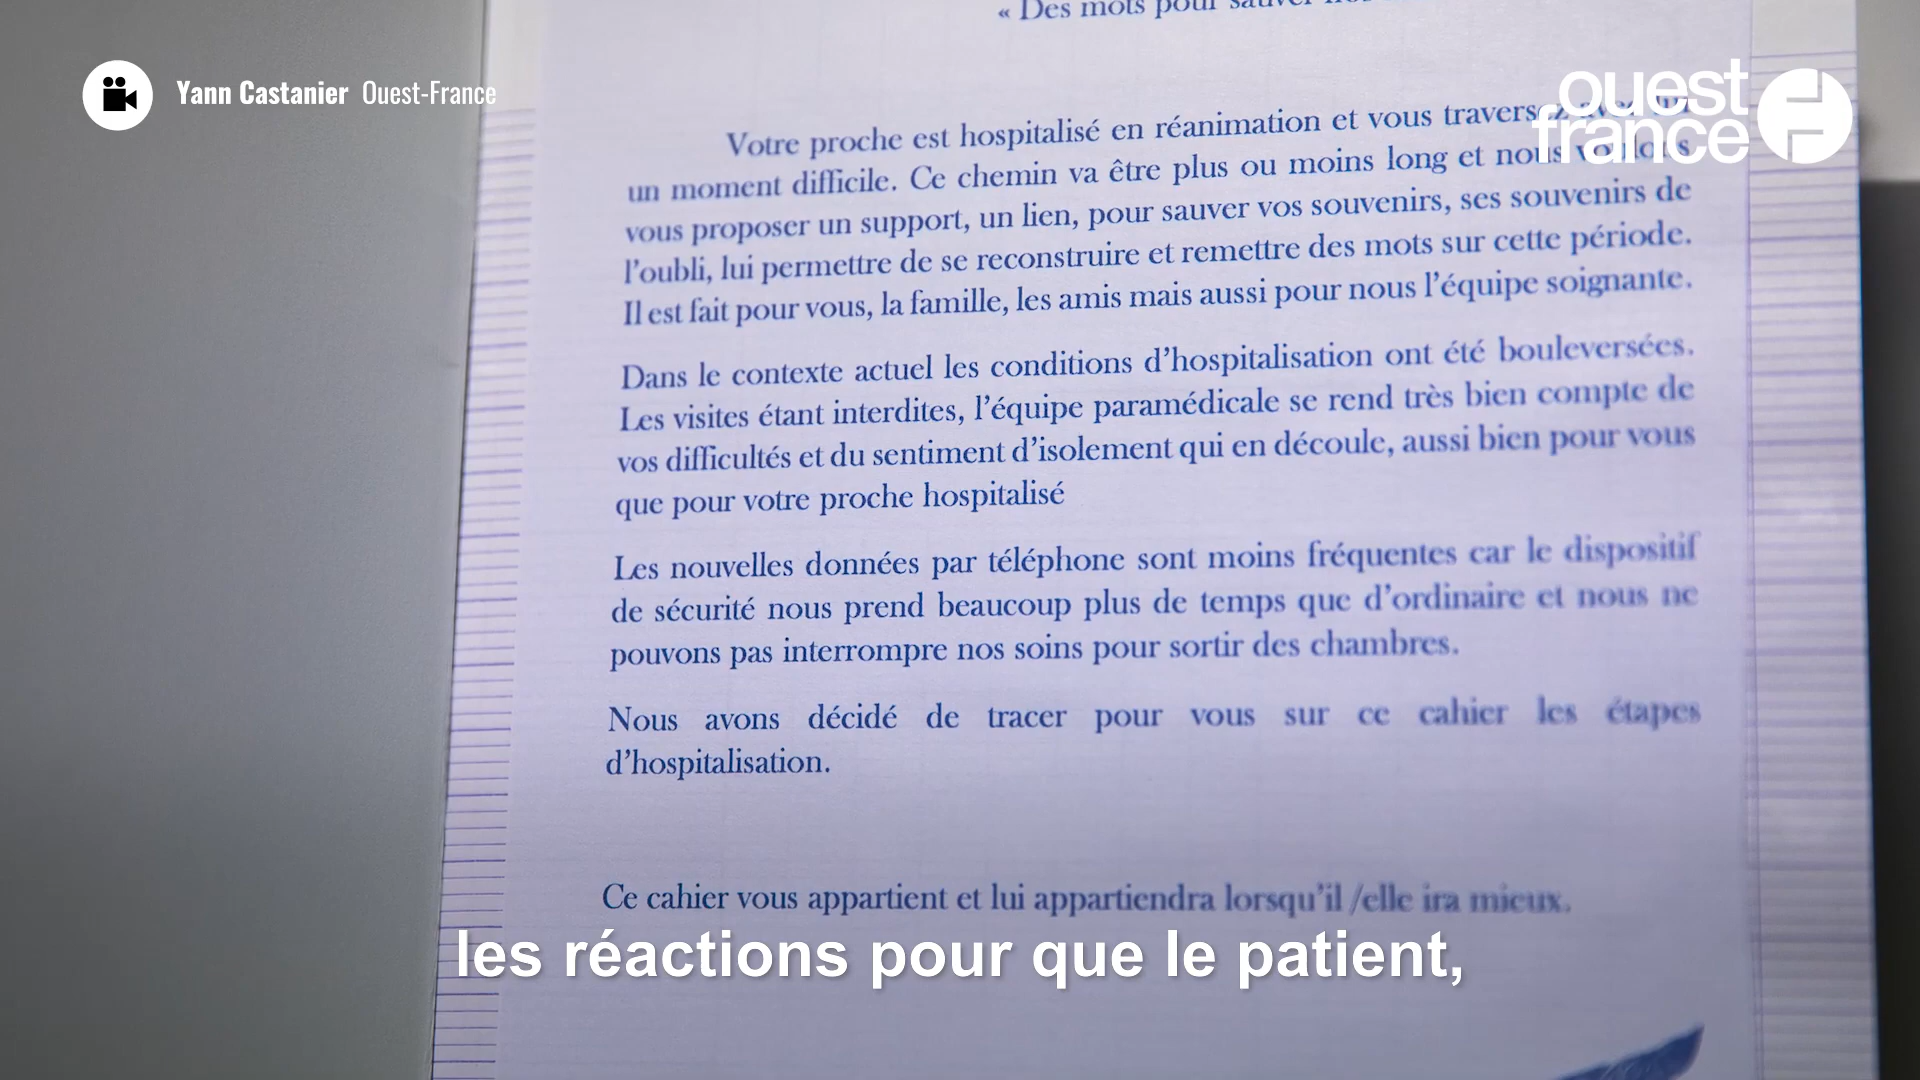 « Des mots pour sauver
Yann Castanier Ouest-France
ouest
france
Votre proche est hospitalisé en réanimation et vous traversez
un moment difficile. Ce chemin va être plus ou moins long et nous voulons
vous proposer un support, un lien, pour sauver vos souvenirs, ses souvenirs de
l'oubli, lui permettre de se reconstruire et remettre des mots sur cette période.
Il est fait pour vous, la famille, les amis mais aussi pour nous l'équipe soignante.
Dans le contexte actuel les conditions d'hospitalisation ont été bouleversées.
Les visites étant interdites, l'équipe paramédicale se rend très bien compte de
vos difficultés et du sentiment d'isolement qui en découle, aussi bien pour vous
que pour votre proche hospitalisé
Les nouvelles données par téléphone sont moins fréquentes car le dispositif
de sécurité nous prend beaucoup plus de temps que d'ordinaire et nous ne
pouvons pas interrompre nos soins pour sortir des chambres.
Nous avons décidé de tracer pour vous sur ce cahier les étapes
d'hospitalisation.
Ce cahier vous appartient et lui appartiendra lorsqu'il /elle ira mieux.
les réactions pour que le patient,